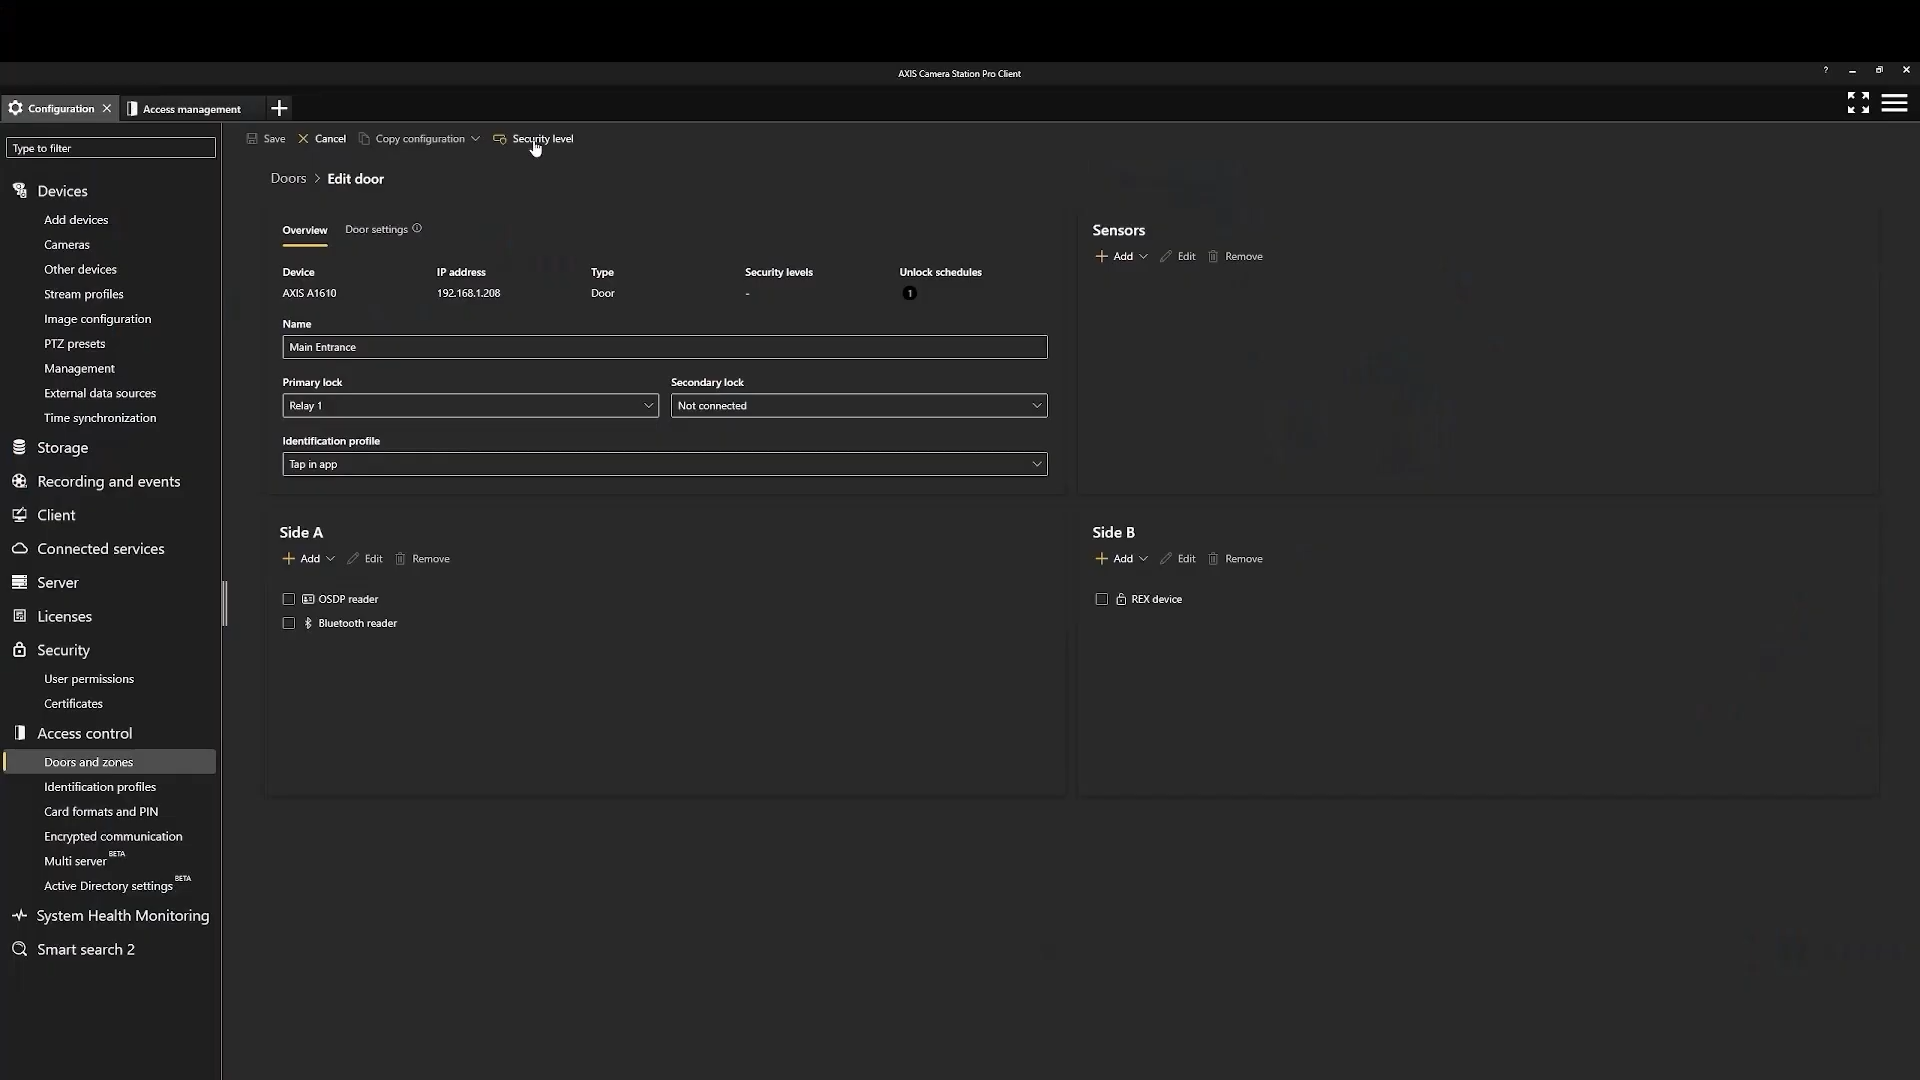 AXIS Camera Station Pro Client
?
Configuration
Access management
Type to filter
Save
Cancel
Copy configuration
Security level
Doors > Edit door
Devices
Add devices
Cameras
Other devices
Stream profiles
Image configuration
PTZ presets
Management
External data sources
Time synchronization
Storage
Recording and events
Client
Connected services
Server
Licenses
Security
User permissions
Certificates
Access control
Doors and zones
Identification profiles
Card formats and PIN
Encrypted communication
Multi server BETA
Active Directory settings BETA
System Health Monitoring
Smart search 2
Overview
Door settings
Device
IP address
Type
Security levels
Unlock schedules
AXIS A1610
192.168.1.208
Door
-
1
Name
Main Entrance
Primary lock
Secondary lock
Relay 1
Not connected
Identification profile
Tap in app
Sensors
Add
Edit
Remove
Side A
Add
Edit
Remove
OSDP reader
Bluetooth reader
Side B
Add
Edit
Remove
REX device